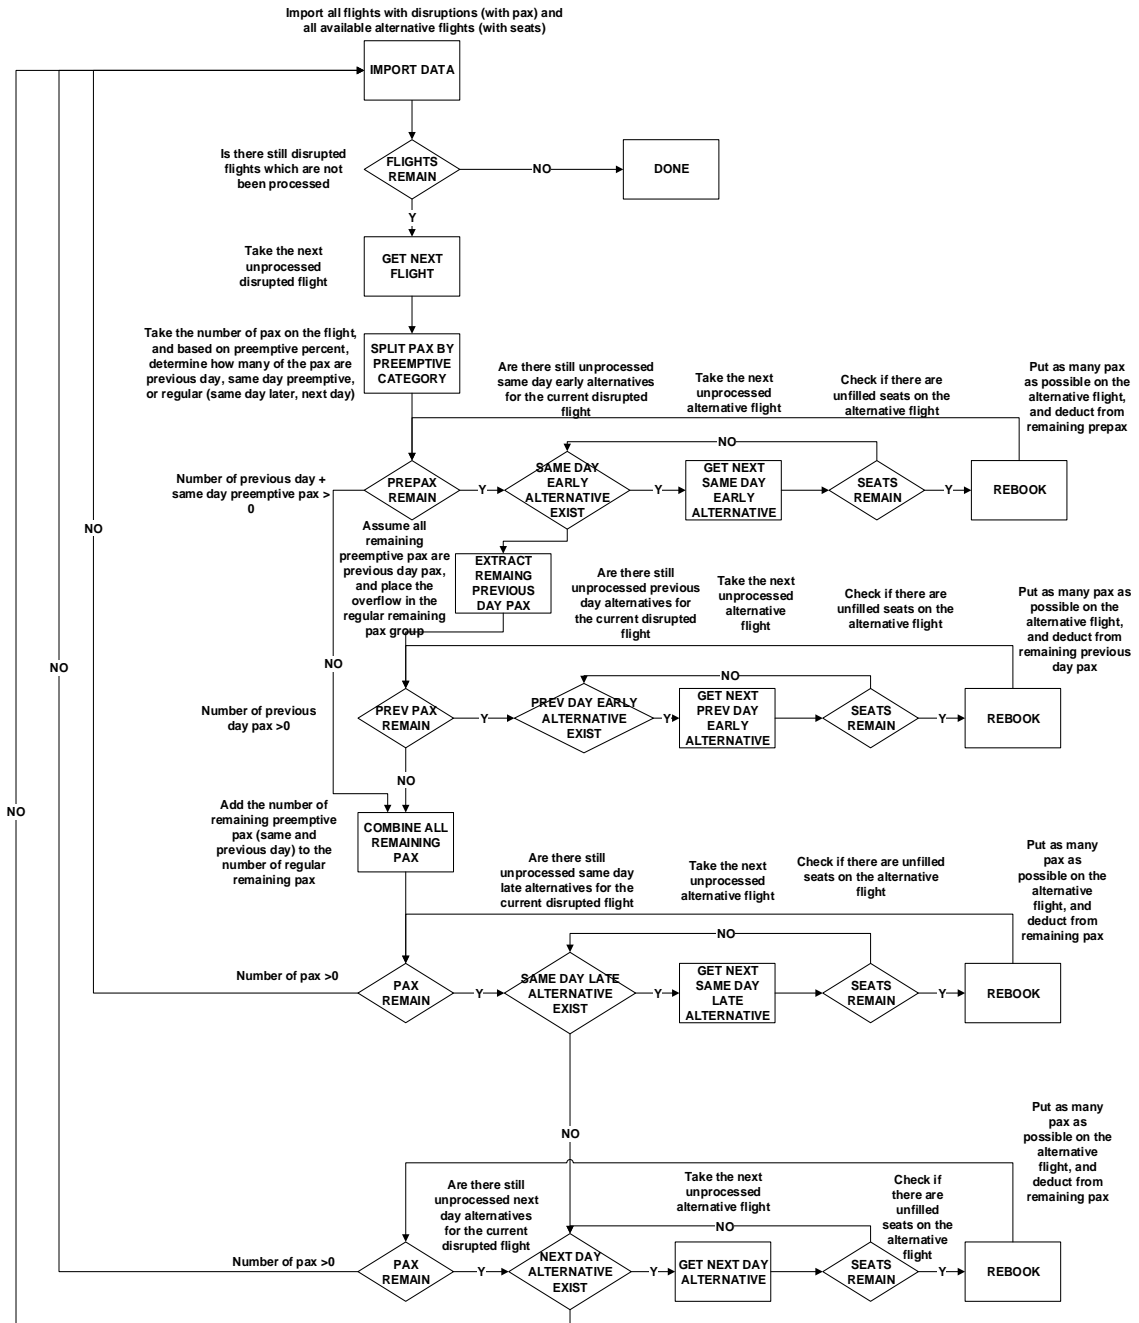 Import all flights with disruptions (with pax) and
all available alternative flights (with seats)
IMPORT DATA
Is there still disrupted
flights which are not
been processed
FLIGHTS
REMAIN
NO
DONE
Y
Take the next
unprocessed
disrupted flight
GET NEXT
FLIGHT
Take the number of pax on the flight,
and based on preemptive percent,
determine how many of the pax are
previous day, same day preemptive,
or regular (same day later, next day)
SPLIT PAX BY
PREEMPTIVE
CATEGORY
Are there still unprocessed
same day early alternatives
for the current disrupted
flight
Take the next
unprocessed
alternative flight
Check if there are
unfilled seats on the
alternative flight
Put as many pax
as possible on the
alternative flight,
and deduct from
remaining prepax
NO
Number of previous day +
same day preemptive pax >
0
PREPAX
REMAIN
Y
SAME DAY
EARLY
ALTERNATIVE
EXIST
Y
GET NEXT
SAME DAY
EARLY
ALTERNATIVE
SEATS
REMAIN
Y
REBOOK
NO
Assume all
remaining
preemptive pax are
previous day pax,
and place the
overflow in the
regular remaining
pax group
EXTRACT
REMAING
PREVIOUS
DAY PAX
Are there still
unprocessed previous
day alternatives for
the current disrupted
flight
Take the next
unprocessed
alternative
flight
Check if there are
unfilled seats on the
alternative flight
Put as many pax as
possible on the
alternative flight,
and deduct from
remaining previous
day pax
NO
NO
NO
Number of previous
day pax >0
PREV PAX
REMAIN
Y
PREV DAY EARLY
ALTERNATIVE
EXIST
Y
GET NEXT
PREV DAY
EARLY
ALTERNATIVE
SEATS
REMAIN
Y
REBOOK
NO
NO
Add the number of
remaining preemptive
pax (same and
previous day) to the
number of regular
remaining pax
COMBINE ALL
REMAINING
PAX
Are there still
unprocessed same day
late alternatives for the
current disrupted flight
Take the next
unprocessed
alternative flight
Check if there are unfilled
seats on the alternative
flight
Put as many
pax as
possible on the
alternative
flight, and
deduct from
remaining pax
NO
Number of pax >0
PAX
REMAIN
Y
SAME DAY LATE
ALTERNATIVE
EXIST
Y
GET NEXT
SAME DAY
LATE
ALTERNATIVE
SEATS
REMAIN
Y
REBOOK
NO
Put as many
pax as
possible on the
alternative
flight, and
deduct from
remaining pax
Are there still
unprocessed next
day alternatives
for the current
disrupted flight
Take the next
unprocessed
alternative flight
Check if
there are
unfilled
seats on the
alternative
flight
NO
Number of pax >0
PAX
REMAIN
Y
NEXT DAY
ALTERNATIVE
EXIST
Y
GET NEXT DAY
ALTERNATIVE
SEATS
REMAIN
Y
REBOOK